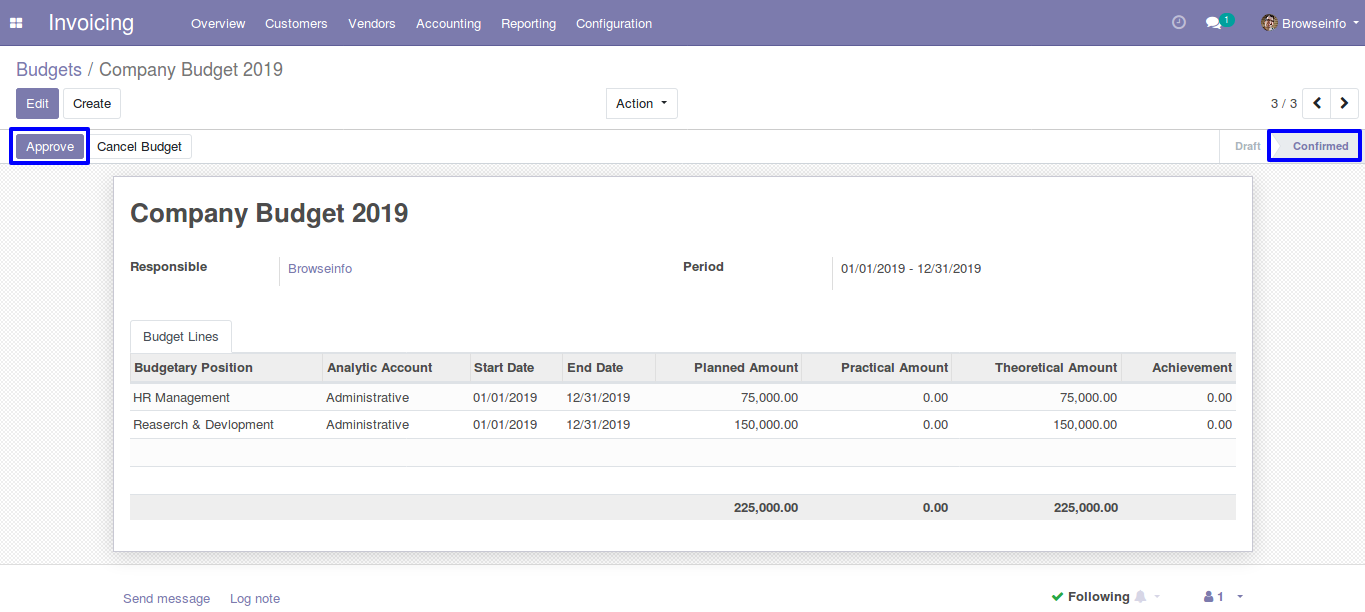 Invoicing Overview Customers Vendors Accounting Reporting Configuration 1 Browseinfo
Budgets / Company Budget 2019
Edit Create Action 3 / 3
Approve Cancel Budget Draft Confirmed
Company Budget 2019
Responsible Browseinfo Period 01/01/2019 - 12/31/2019
Budget Lines
Budgetary Position Analytic Account Start Date End Date Planned Amount Practical Amount Theoretical Amount Achievement
HR Management Administrative 01/01/2019 12/31/2019 75,000.00 0.00 75,000.00 0.00
Reaserch & Devlopment Administrative 01/01/2019 12/31/2019 150,000.00 0.00 150,000.00 0.00
225,000.00 0.00 225,000.00
Send message Log note Following 1